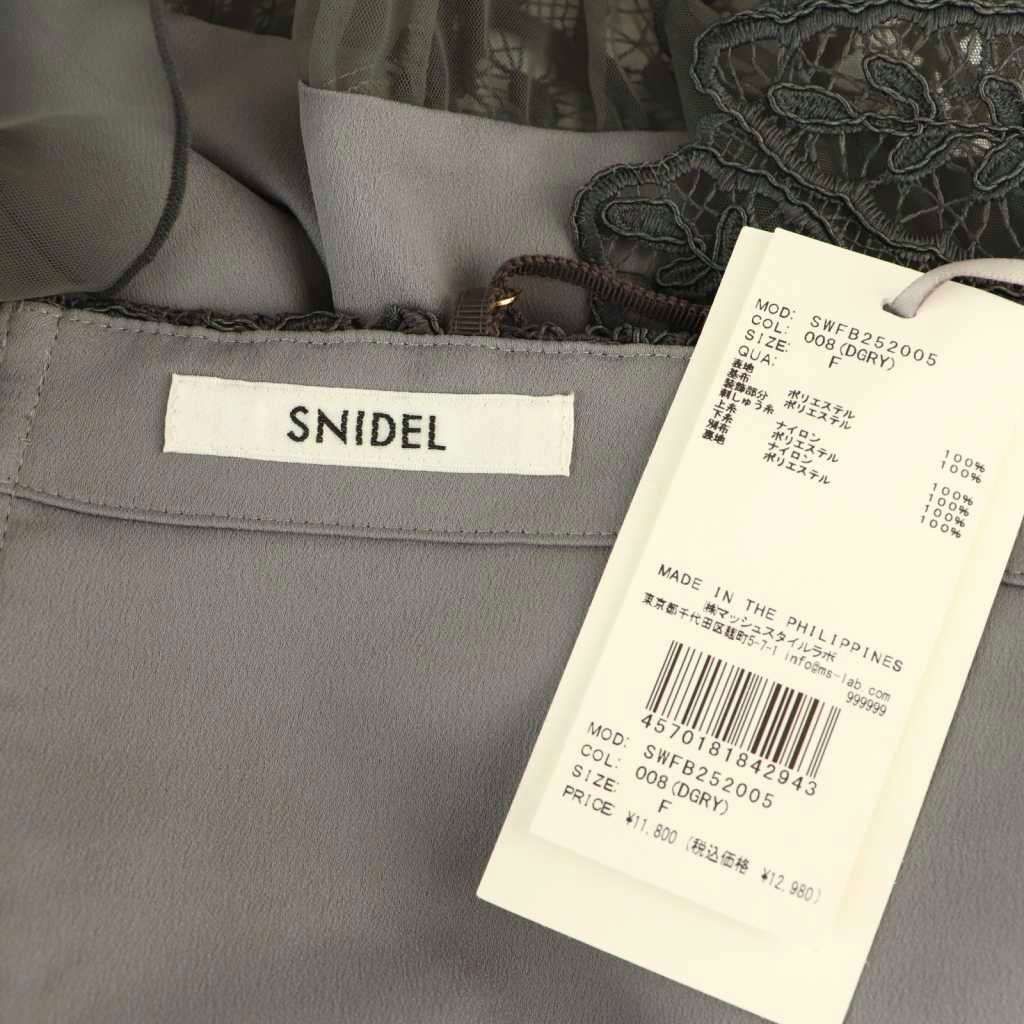 SNIDEL
MOD: SWFB252005
COL: 008(DGRY)
SIZE: F
QUA:
表地
基布 ポリエステル 100%
装飾部分 ポリエステル 100%
刺しゅう糸
上糸 ナイロン 100%
下糸 ポリエステル 100%
別布 ナイロン 100%
裏地 ポリエステル 100%
MADE IN THE PHILIPPINES
㈱マッシュスタイルラボ
東京都千代田区麹町5-7-1 info@ms-lab.com
999999
4570181842943
MOD: SWFB252005
COL: 008(DGRY)
SIZE: F
PRICE: ¥11,800 (税込価格 ¥12,980)